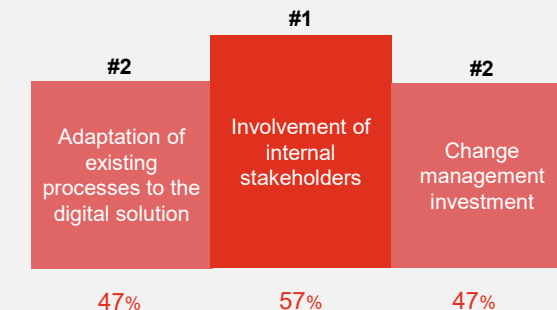 #2
Adaptation of
existing
processes to the
digital solution
47%
#1
Involvement of
internal
stakeholders
57%
#2
Change
management
investment
47%